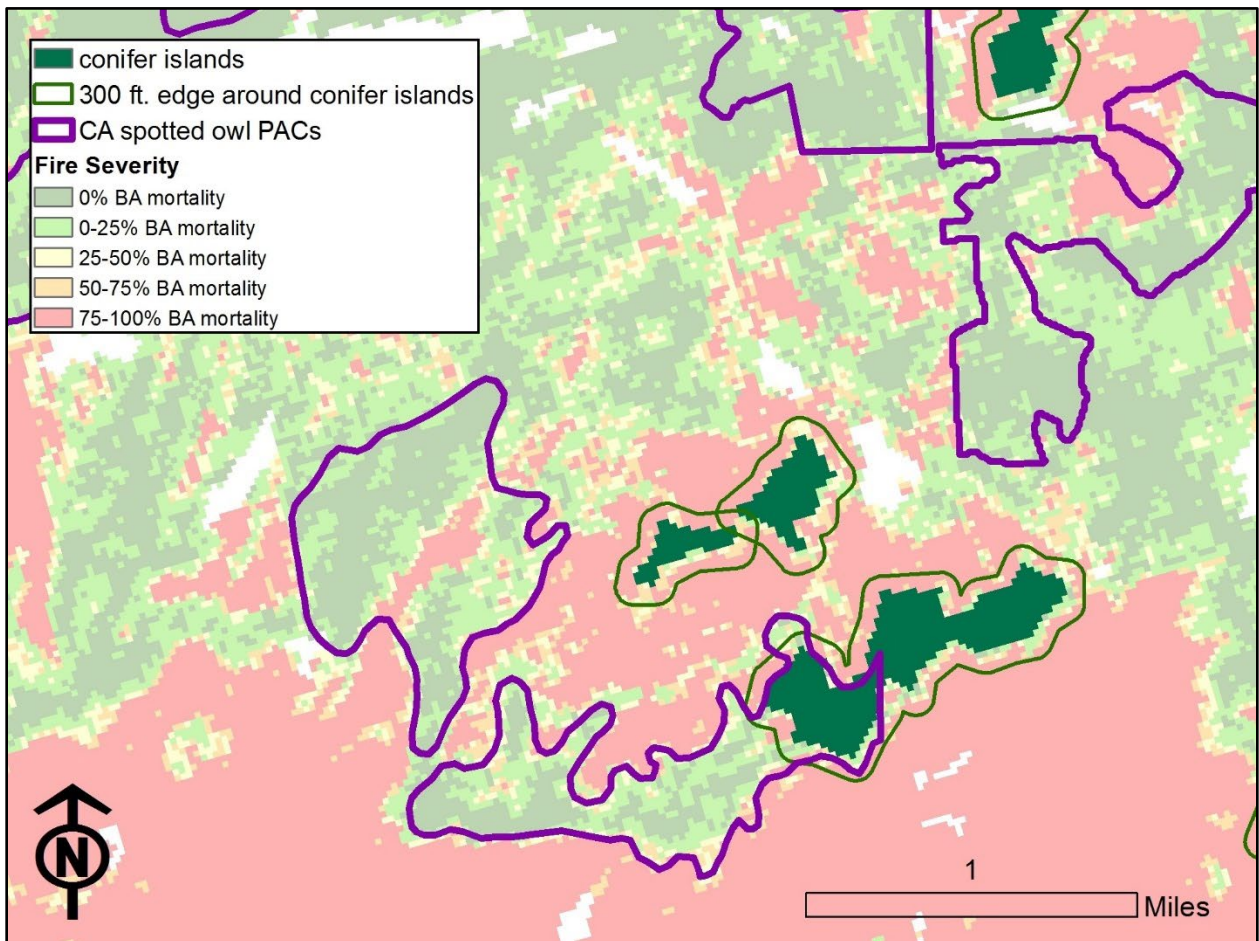 conifer islands
300 ft. edge around conifer islands
CA spotted owl PACs
Fire Severity
0% BA mortality
0-25% BA mortality
25-50% BA mortality
50-75% BA mortality
75-100% BA mortality
N
1
Miles